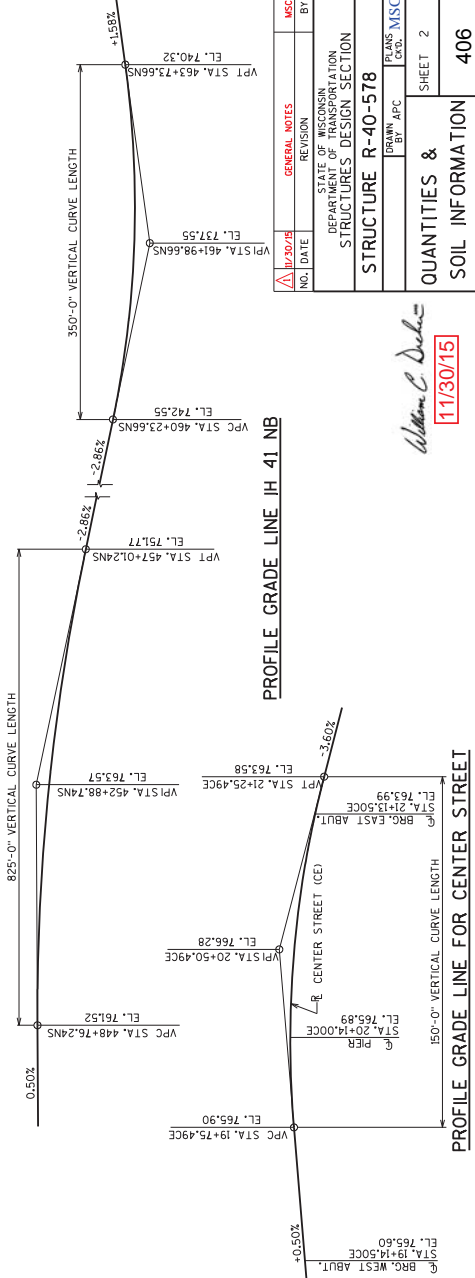 825'-0" VERTICAL CURVE LENGTH
0.50%
VPC STA. 448+76.24NS
EL. 761.52
VPI STA. 452+88.74NS
EL. 763.57
VPT STA. 457+01.24NS
EL. 751.77
-2.86%
-2.86%
350'-0" VERTICAL CURVE LENGTH
VPC STA. 460+23.66NS
EL. 742.55
VPI STA. 461+98.66NS
EL. 737.55
VPT STA. 463+73.66NS
EL. 740.32
+1.58%
PROFILE GRADE LINE IH 41 NB
+0.50%
℄ BRG. WEST ABUT.
STA. 19+14.50CE
EL. 765.60
VPC STA. 19+75.49CE
EL. 765.90
℄ PIER
STA. 20+14.00CE
EL. 765.89
VPI STA. 20+50.49CE
EL. 766.28
R CENTER STREET (CE)
℄ BRG. EAST ABUT.
STA. 21+13.50CE
EL. 763.99
VPT STA. 21+25.49CE
EL. 763.58
-3.60%
150'-0" VERTICAL CURVE LENGTH
PROFILE GRADE LINE FOR CENTER STREET
William C. Dreher
11/30/15
1 11/30/15 GENERAL NOTES MSC
NO. DATE REVISION BY
STATE OF WISCONSIN
DEPARTMENT OF TRANSPORTATION
STRUCTURES DESIGN SECTION
STRUCTURE R-40-578
DRAWN BY APC PLANS CK'D. MSC
QUANTITIES &
SOIL INFORMATION
SHEET 2
406